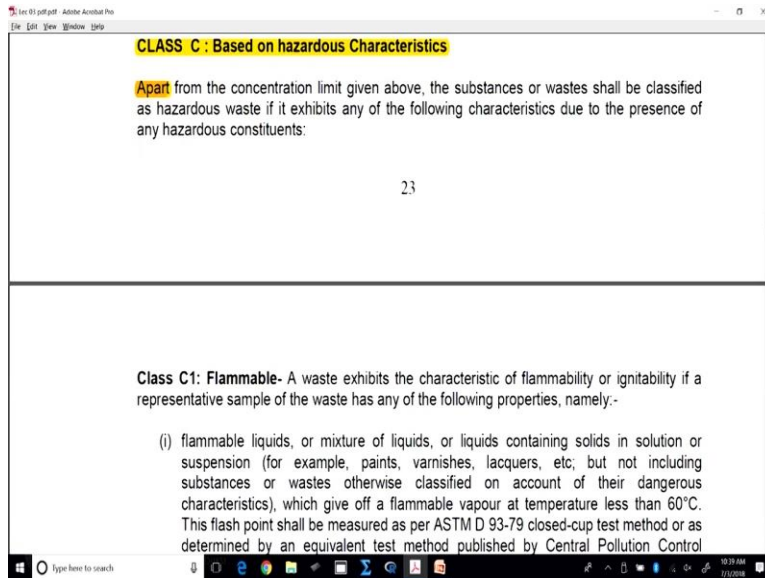 Lec 03 pdf.pdf - Adobe Acrobat Pro
File Edit View Window Help
CLASS C : Based on hazardous Characteristics
Apart from the concentration limit given above, the substances or wastes shall be classified
as hazardous waste if it exhibits any of the following characteristics due to the presence of
any hazardous constituents:
23
Class C1: Flammable- A waste exhibits the characteristic of flammability or ignitability if a
representative sample of the waste has any of the following properties, namely:-
(i) flammable liquids, or mixture of liquids, or liquids containing solids in solution or
suspension (for example, paints, varnishes, lacquers, etc; but not including
substances or wastes otherwise classified on account of their dangerous
characteristics), which give off a flammable vapour at temperature less than 60°C.
This flash point shall be measured as per ASTM D 93-79 closed-cup test method or as
determined by an equivalent test method published by Central Pollution Control
Type here to search
10:39 AM
7/3/2018